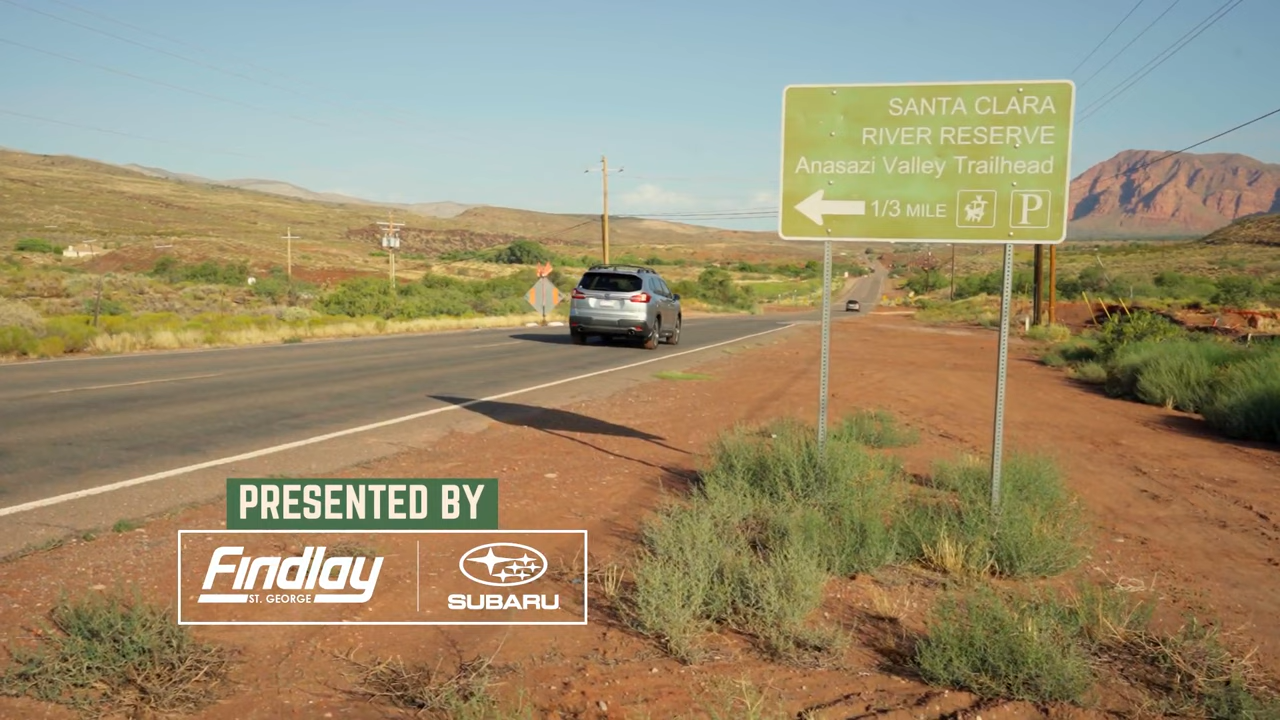 SANTA CLARA
RIVER RESERVE
Anasazi Valley Trailhead
1/3 MILE P
PRESENTED BY
Findlay
ST. GEORGE
SUBARU